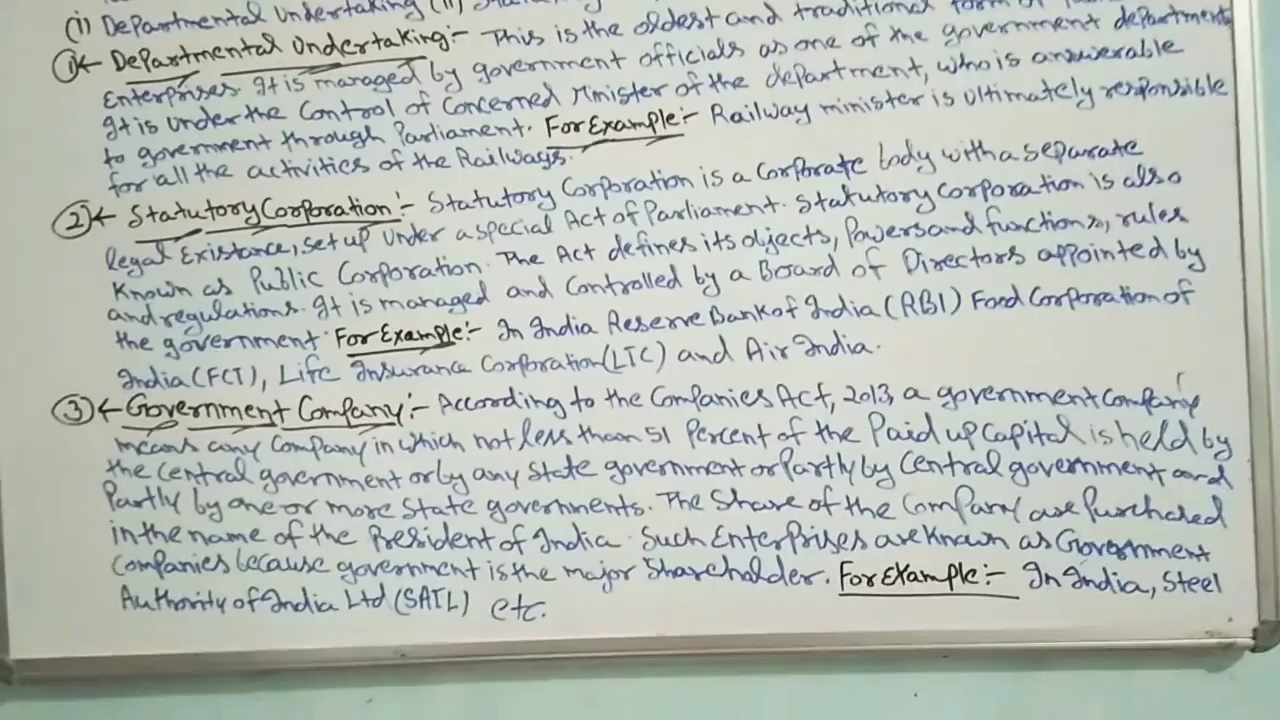 (i) Departmental Undertaking (ii)
① ← Departmental Undertaking:- This is the oldest and traditional form of
Enterprises. It is managed by government officials as one of the government departments
It is under the control of concerned Minister of the department, who is answerable
to government through Parliament. For Example:- Railway minister is ultimately responsible
for all the activities of the Railways.
② ← Statutory Corporation:- Statutory Corporation is a Corporate body with a separate
legal Existance, set up under a special Act of Parliament. Statutory corporation is also
known as Public Corporation. The Act defines its objects, Powers and functions, rules
and regulations. It is managed and controlled by a Board of Directors appointed by
the government. For Example:- In India Reserve Bank of India (RBI) Food Corporation of
India (FCI), Life Insurance Corporation (LIC) and Air India.
③ ← Government Company:- According to the Companies Act, 2013, a government company
means any company in which not less than 51 Percent of the Paid up capital is held by
the central government or by any state government or Partly by central government and
Partly by one or more state governments. The share of the company are Purchased
in the name of the President of India. Such Enterprises are known as Government
Companies because government is the major shareholder. For Example:- In India, Steel
Authority of India Ltd (SAIL) etc.